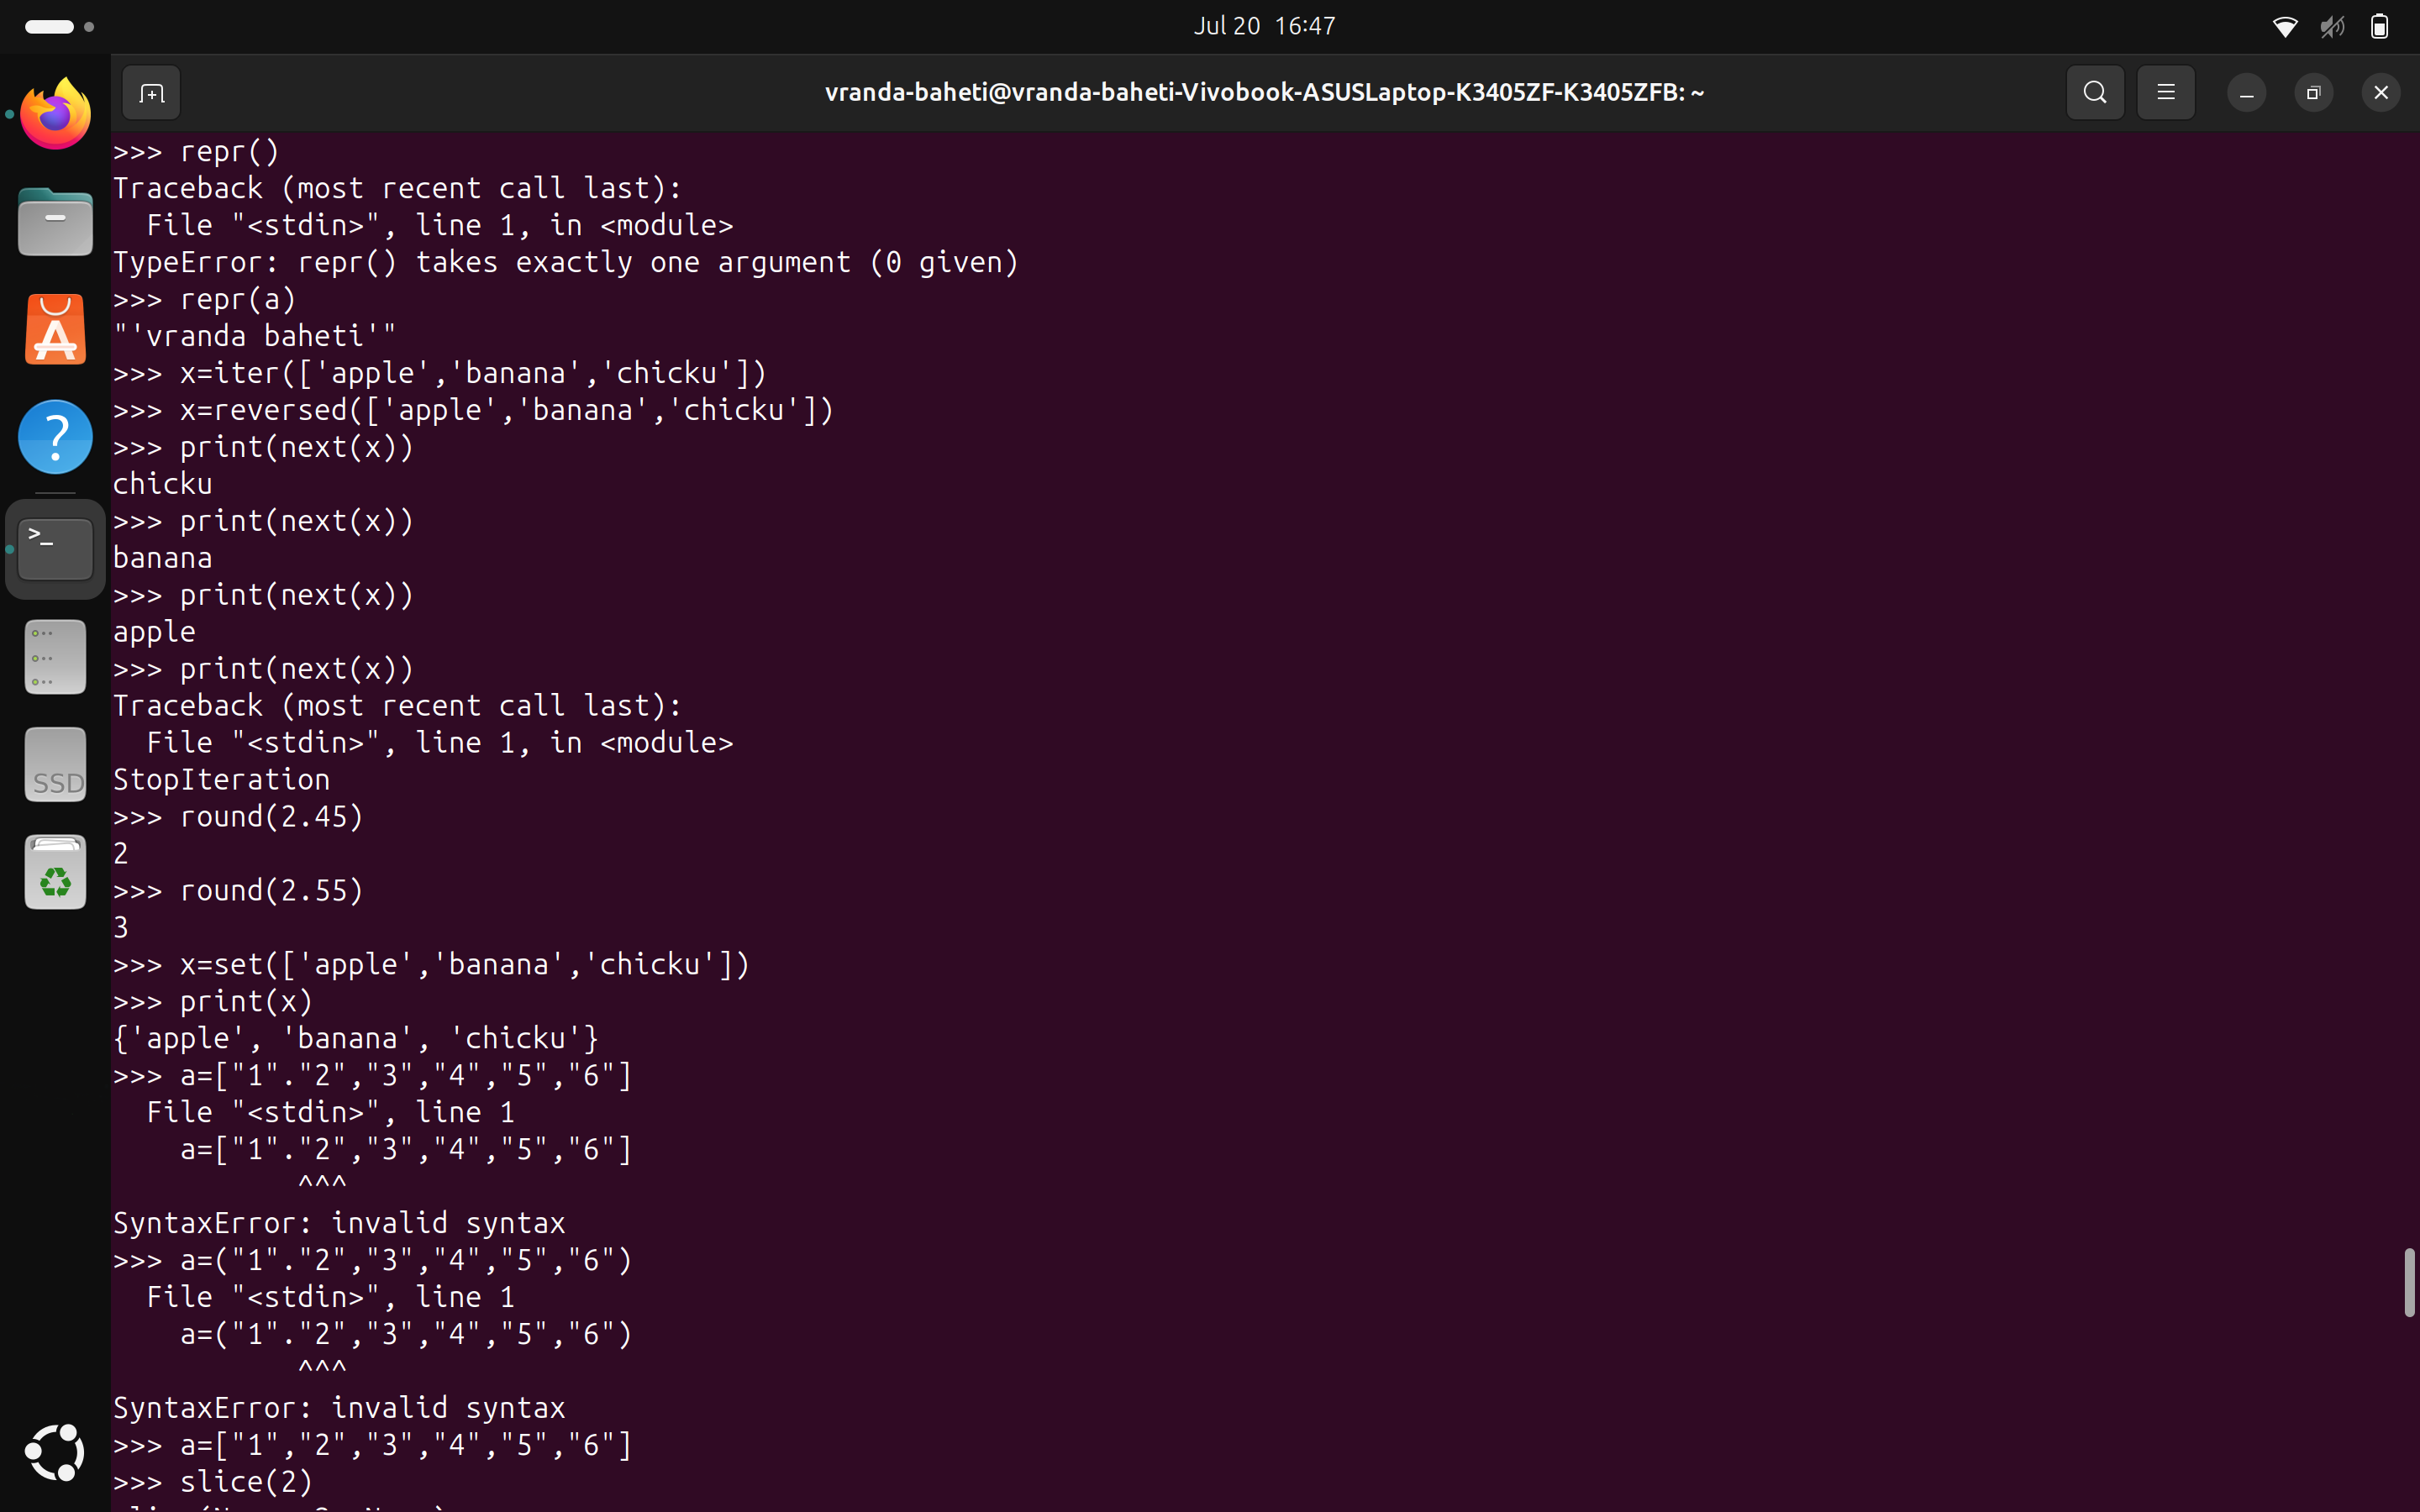 Jul 20 16:47
vranda-baheti@vranda-baheti-Vivobook-ASUSLaptop-K3405ZF-K3405ZFB: ~
>>> repr()
Traceback (most recent call last):
  File "<stdin>", line 1, in <module>
TypeError: repr() takes exactly one argument (0 given)
>>> repr(a)
"'vranda baheti'"
>>> x=iter(['apple','banana','chicku'])
>>> x=reversed(['apple','banana','chicku'])
>>> print(next(x))
chicku
>>> print(next(x))
banana
>>> print(next(x))
apple
>>> print(next(x))
Traceback (most recent call last):
  File "<stdin>", line 1, in <module>
StopIteration
>>> round(2.45)
2
>>> round(2.55)
3
>>> x=set(['apple','banana','chicku'])
>>> print(x)
{'apple', 'banana', 'chicku'}
>>> a=["1"."2","3","4","5","6"]
  File "<stdin>", line 1
    a=["1"."2","3","4","5","6"]
           ^^^
SyntaxError: invalid syntax
>>> a=("1"."2","3","4","5","6")
  File "<stdin>", line 1
    a=("1"."2","3","4","5","6")
           ^^^
SyntaxError: invalid syntax
>>> a=["1","2","3","4","5","6"]
>>> slice(2)
SSD